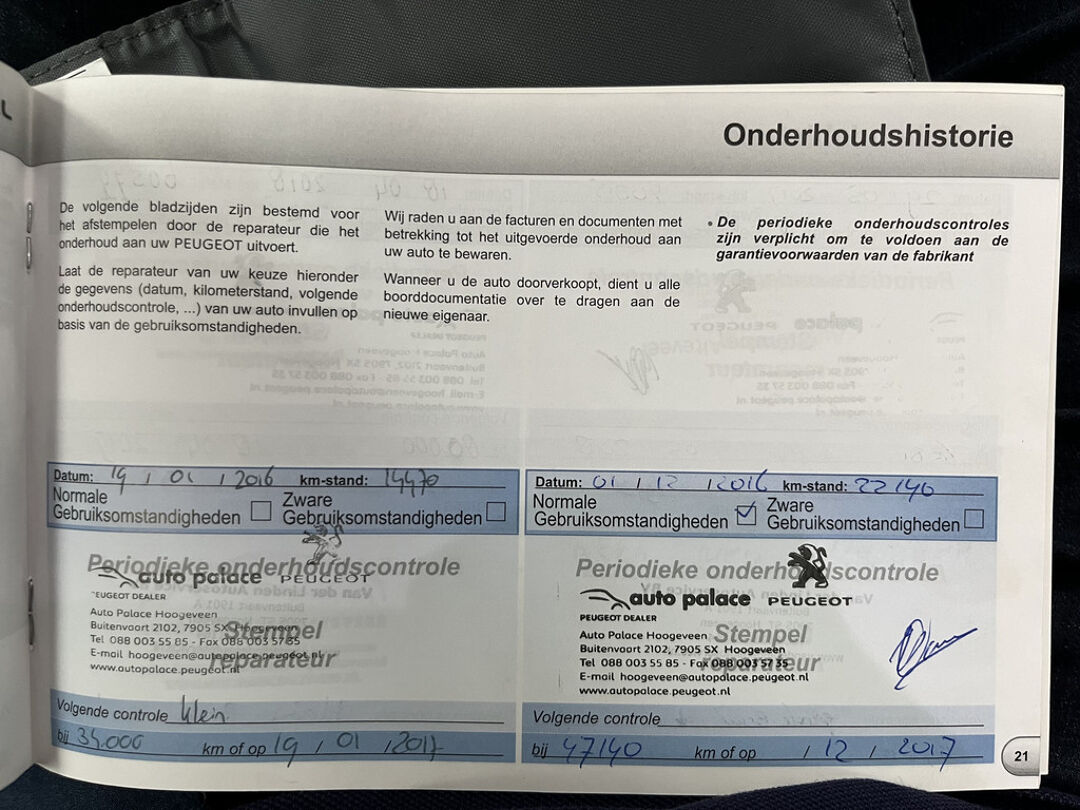 Onderhoudshistorie
De volgende bladzijden zijn bestemd voor
het afstempelen door de reparateur die het
onderhoud aan uw PEUGEOT uitvoert.
Laat de reparateur van uw keuze hieronder
de gegevens (datum, kilometerstand, volgende
onderhoudscontrole, ...) van uw auto invullen op
basis van de gebruiksomstandigheden.
Wij raden u aan de facturen en documenten met
betrekking tot het uitgevoerde onderhoud aan
uw auto te bewaren.
Wanneer u de auto doorverkoopt, dient u alle
boorddocumentatie over te dragen aan de
nieuwe eigenaar.
• De periodieke onderhoudscontroles
zijn verplicht om te voldoen aan de
garantievoorwaarden van de fabrikant
Datum: 19 / 01 / 2016 km-stand: 14470
Normale
Gebruiksomstandigheden
Zware
Gebruiksomstandigheden
Periodieke onderhoudscontrole
auto palace PEUGEOT
PEUGEOT DEALER
Auto Palace Hoogeveen
Buitenvaart 2102, 7905 SX Hoogeveen
Tel 088 003 55 85 - Fax 088 003 57 35
E-mail hoogeveen@autopalace.peugeot.nl
www.autopalace.peugeot.nl
Stempel
reparateur
Volgende controle Klein
bij 34.000 km of op 19 / 01 / 2017
Datum: 01 / 12 / 2016 km-stand: 22140
Normale
Gebruiksomstandigheden
Zware
Gebruiksomstandigheden
Periodieke onderhoudscontrole
auto palace PEUGEOT
PEUGEOT DEALER
Auto Palace Hoogeveen
Buitenvaart 2102, 7905 SX Hoogeveen
Tel 088 003 55 85 - Fax 088 003 57 35
E-mail hoogeveen@autopalace.peugeot.nl
www.autopalace.peugeot.nl
Stempel
reparateur
Volgende controle
bij 47140 km of op / 12 / 2017
21